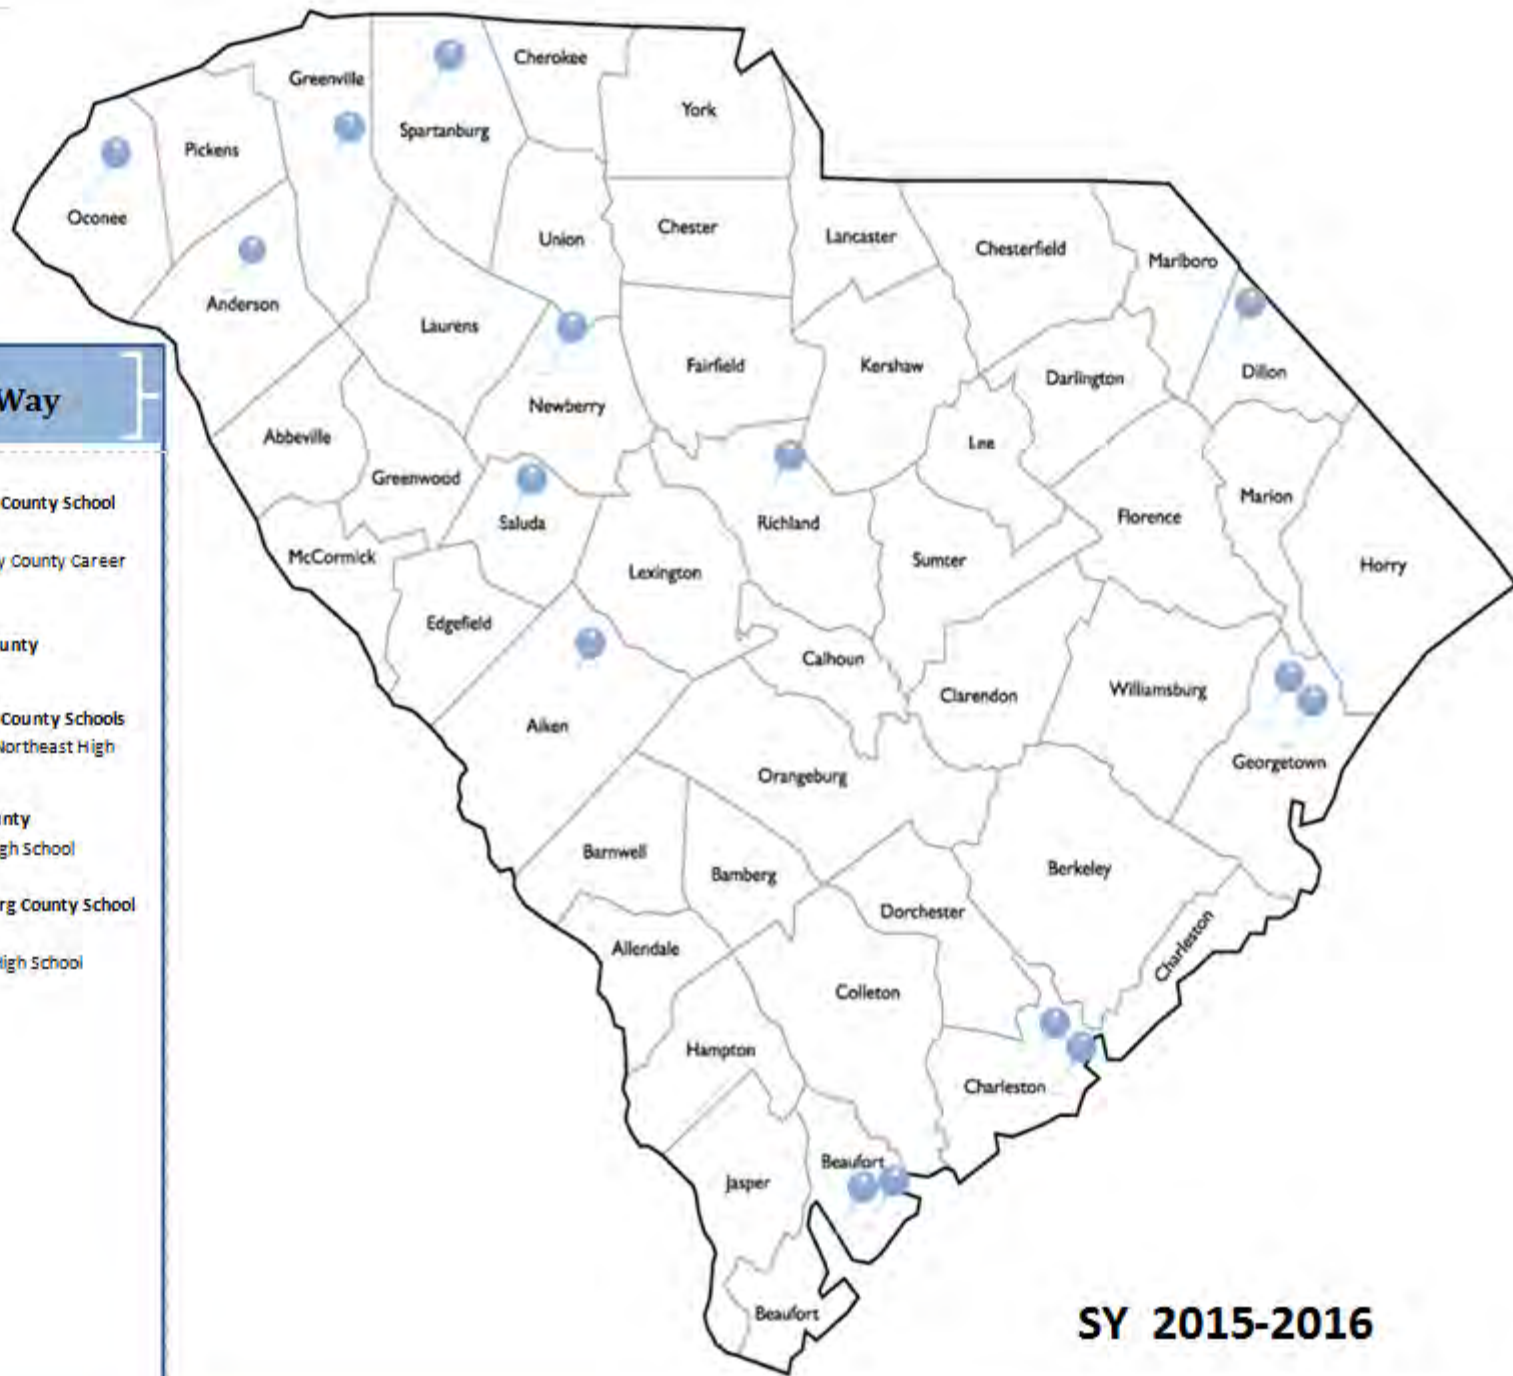 Cherokee
Greenville
York
Spartanburg
Pickens
Oconee
Union
Chester
Lancaster
Chesterfield
Marlboro
Anderson
Laurens
Fairfield
Kershaw
Dillon
Darlington
Way
Newberry
Abbeville
Lee
Greenwood
Marion
County School
Saluda
Richland
Florence
McCormick
County Career
Sumter
Horry
Lexington
Edgefield
Calhoun
Williamsburg
Clarendon
County Schools
Aiken
Northeast High
Georgetown
Orangeburg
Barnwell
gh School
Bamberg
Berkeley
rg County School
Dorchester
Charleston
Allendale
High School
Colleton
Hampton
Charleston
Beaufort
Jasper
Beaufort
SY 2015-2016